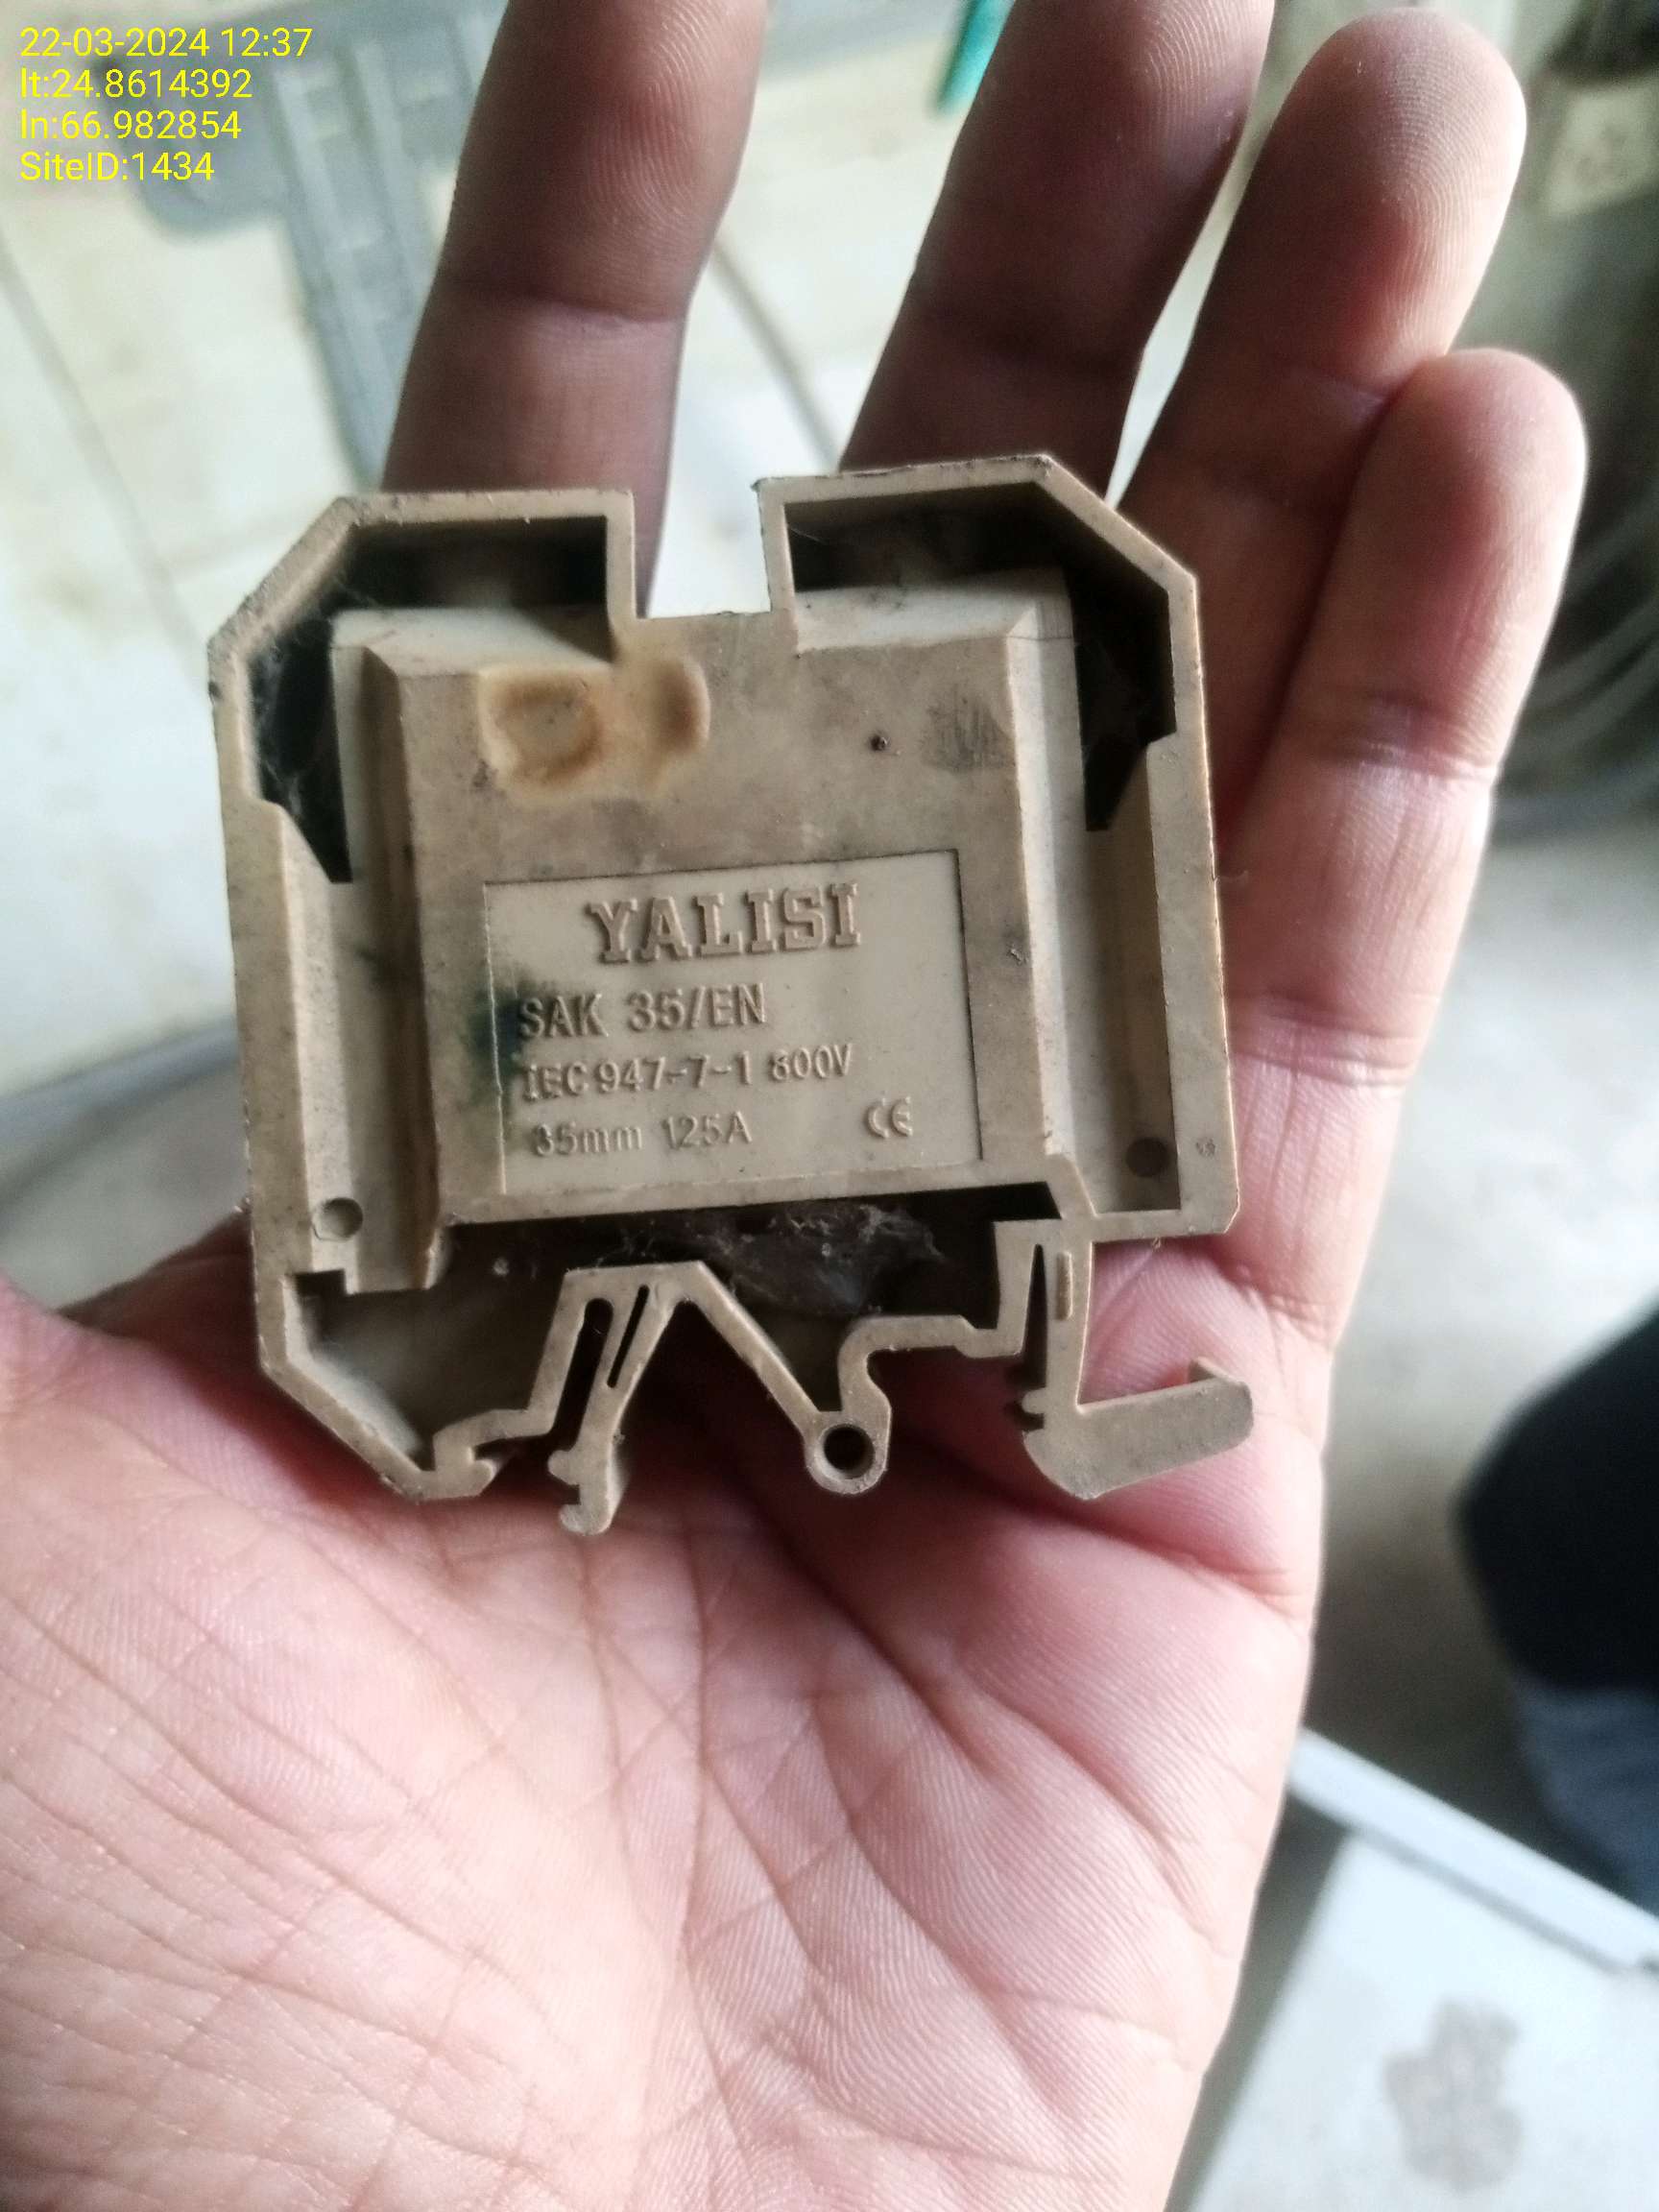 22-03-2024 12:37
lt:24.8614392
ln:66.982854
SiteID:1434
YALISI
SAK 35/EN
IEC 947-7-1 800V
35mm 125A CE